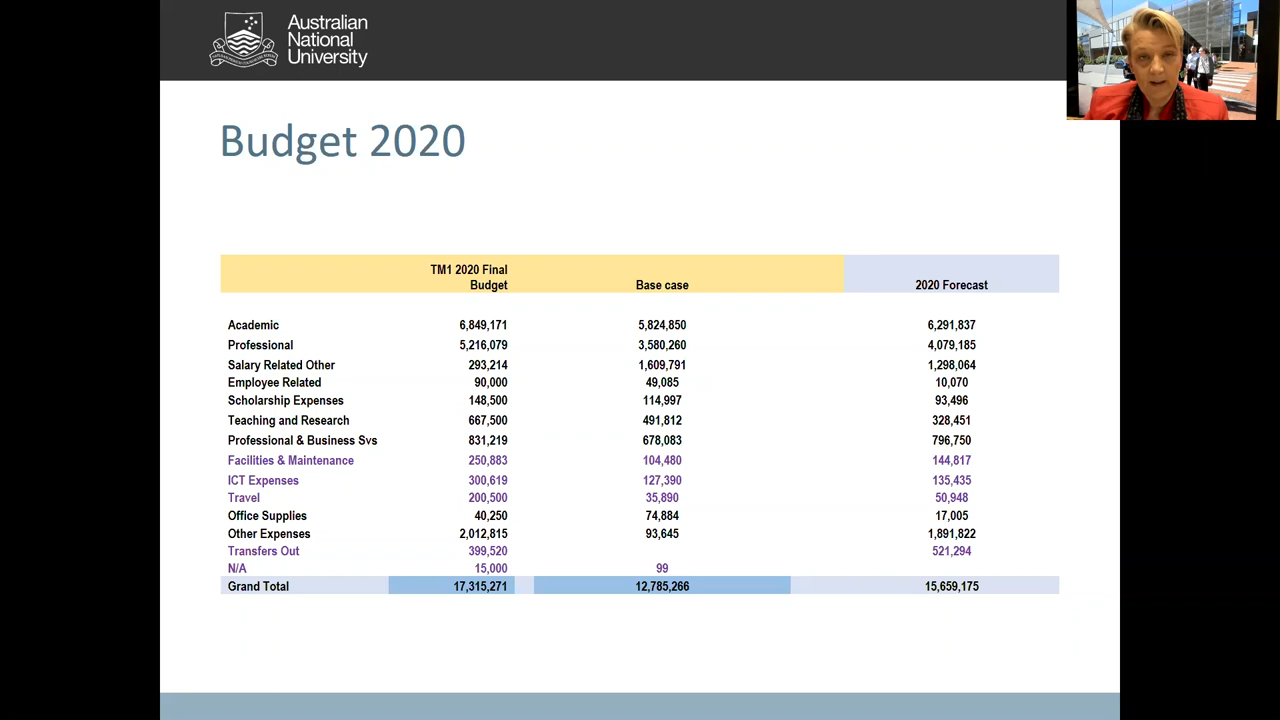 Australian
National
University
Budget 2020
TM1 2020 Final
Budget Base case 2020 Forecast
Academic 6,849,171 5,824,850 6,291,837
Professional 5,216,079 3,580,260 4,079,185
Salary Related Other 293,214 1,609,791 1,298,064
Employee Related 90,000 49,085 10,070
Scholarship Expenses 148,500 114,997 93,496
Teaching and Research 667,500 491,812 328,451
Professional & Business Svs 831,219 678,083 796,750
Facilities & Maintenance 250,883 104,480 144,817
ICT Expenses 300,619 127,390 135,435
Travel 200,500 35,890 50,948
Office Supplies 40,250 74,884 17,005
Other Expenses 2,012,815 93,645 1,891,822
Transfers Out 399,520 521,294
N/A 15,000 99
Grand Total 17,315,271 12,785,266 15,659,175